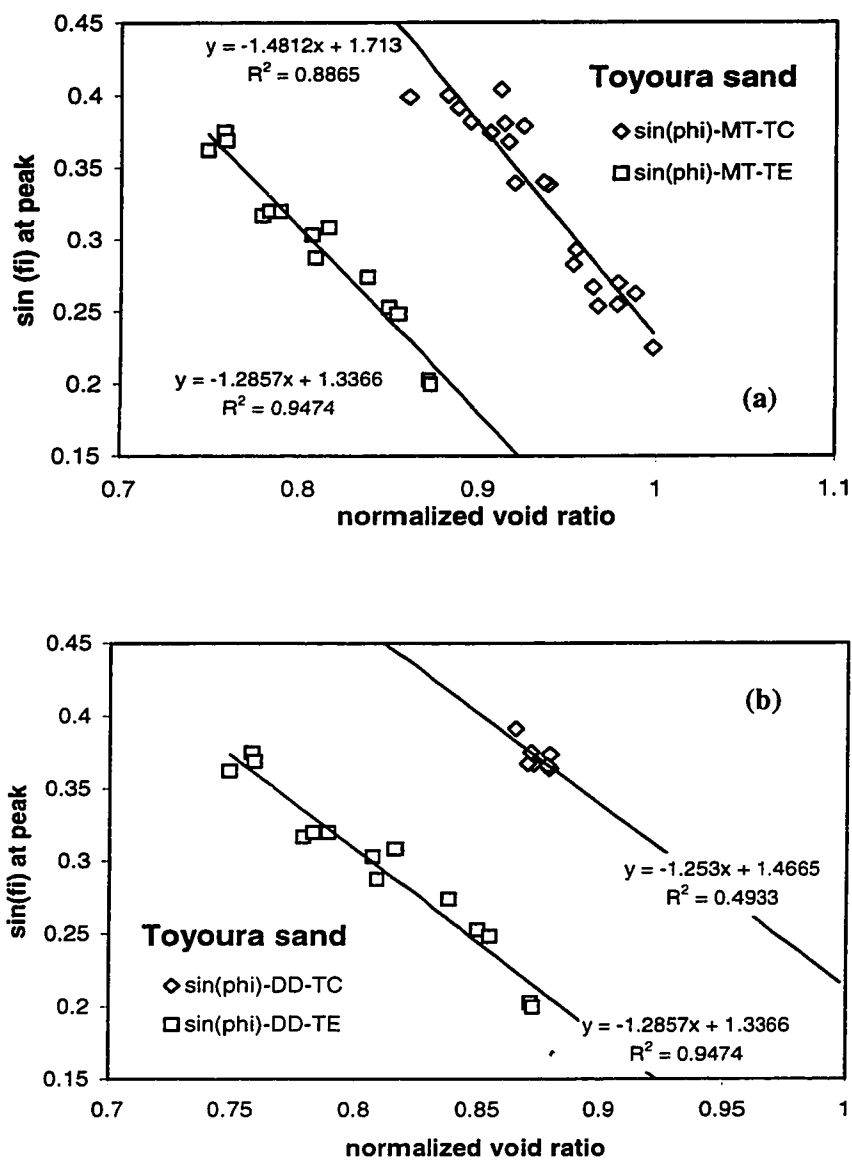 0.45
y = -1.4812x + 1.713
R² = 0.8865
Toyoura sand
0.4
sin(phi)-MT-TC
0.35
sin(phi)-MT-TE
sin (fi) at peak
0.3
0.25
0.2
y = -1.2857x + 1.3366
R² = 0.9474
(a)
0.15
0.7 0.8 0.9 1 1.1
normalized void ratio
0.45
(b)
0.4
0.35
sin(fi) at peak
0.3
y = -1.253x + 1.4665
R² = 0.4933
0.25
Toyoura sand
sin(phi)-DD-TC
0.2
sin(phi)-DD-TE
y = -1.2857x + 1.3366
R² = 0.9474
0.15
0.7 0.75 0.8 0.85 0.9 0.95 1
normalized void ratio